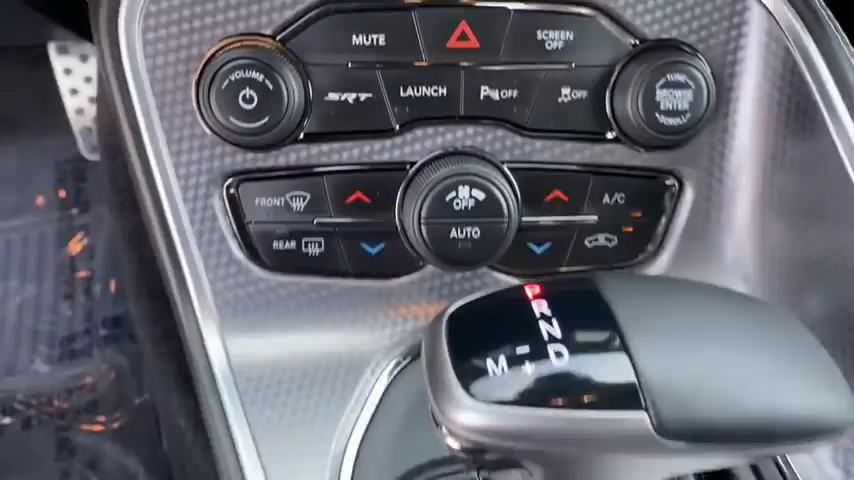 MUTE
SCREEN OFF
VOLUME
SRT
LAUNCH
P OFF
OFF
TUNE
BROWSE
ENTER
SCROLL
FRONT
OFF
A/C
REAR
AUTO
P
R
N
D
M
-
+